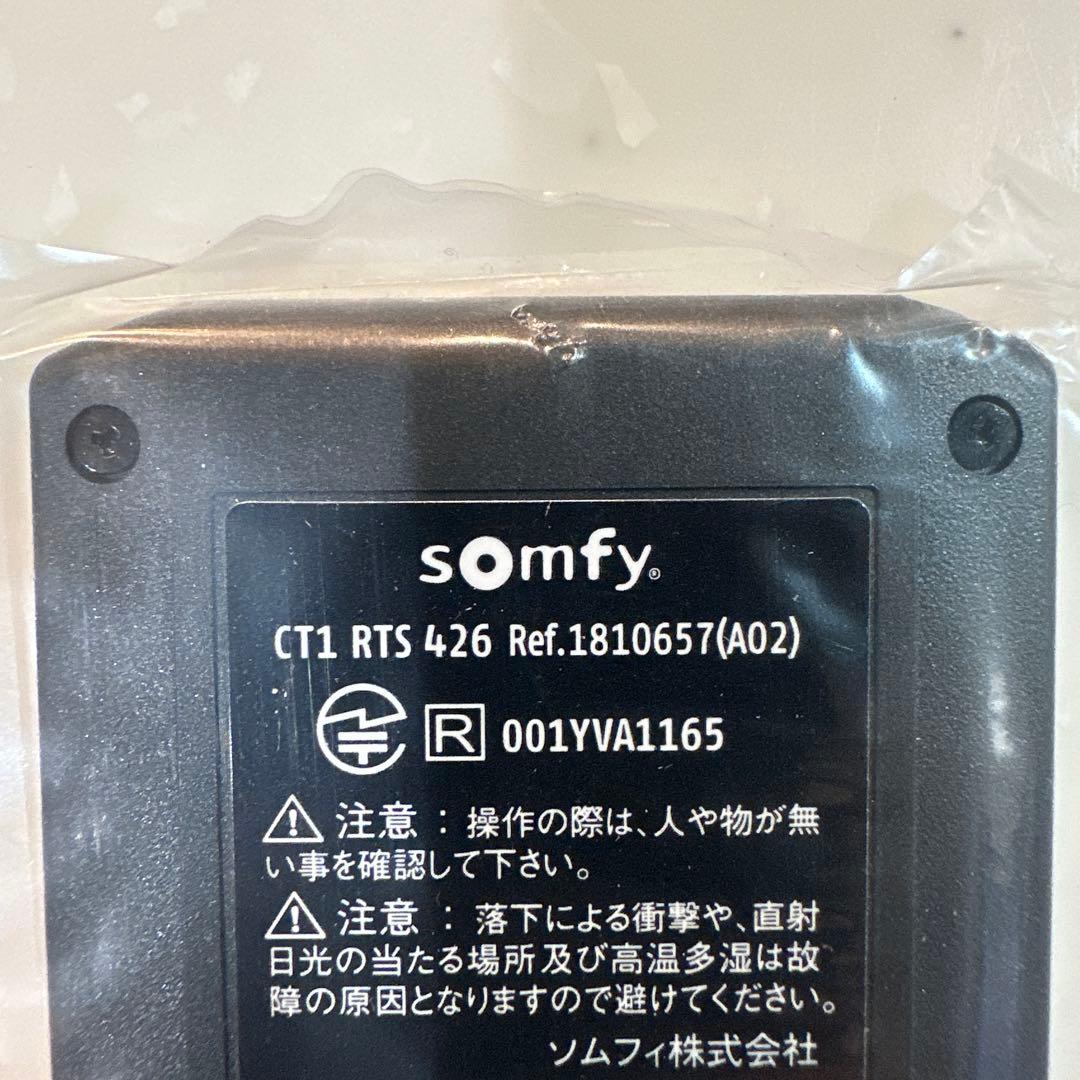 somfy®
CT1 RTS 426 Ref.1810657(A02)
R 001YVA1165
注意：操作の際は、人や物が無
い事を確認して下さい。
注意：落下による衝撃や、直射
日光の当たる場所及び高温多湿は故
障の原因となりますので避けてください。
ソムフィ株式会社